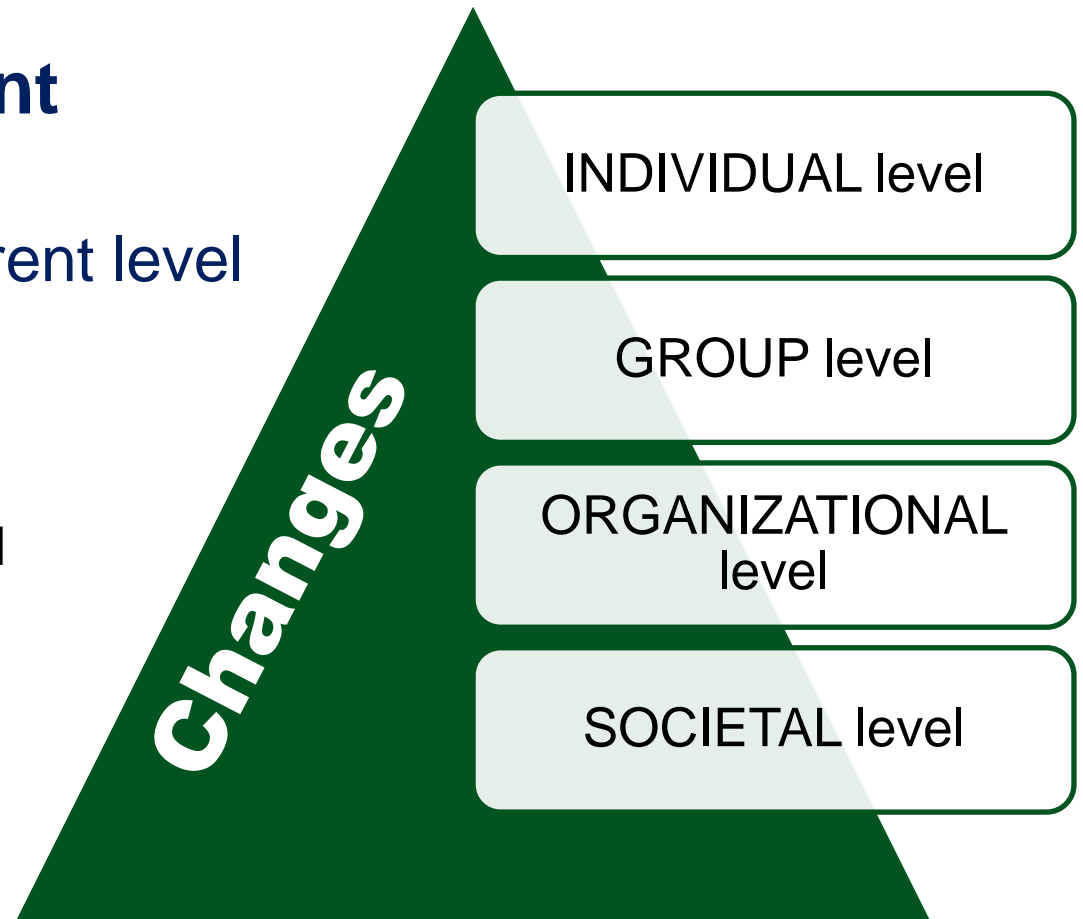 nt
rent level
l
Changes
INDIVIDUAL level
GROUP level
ORGANIZATIONAL
level
SOCIETAL level